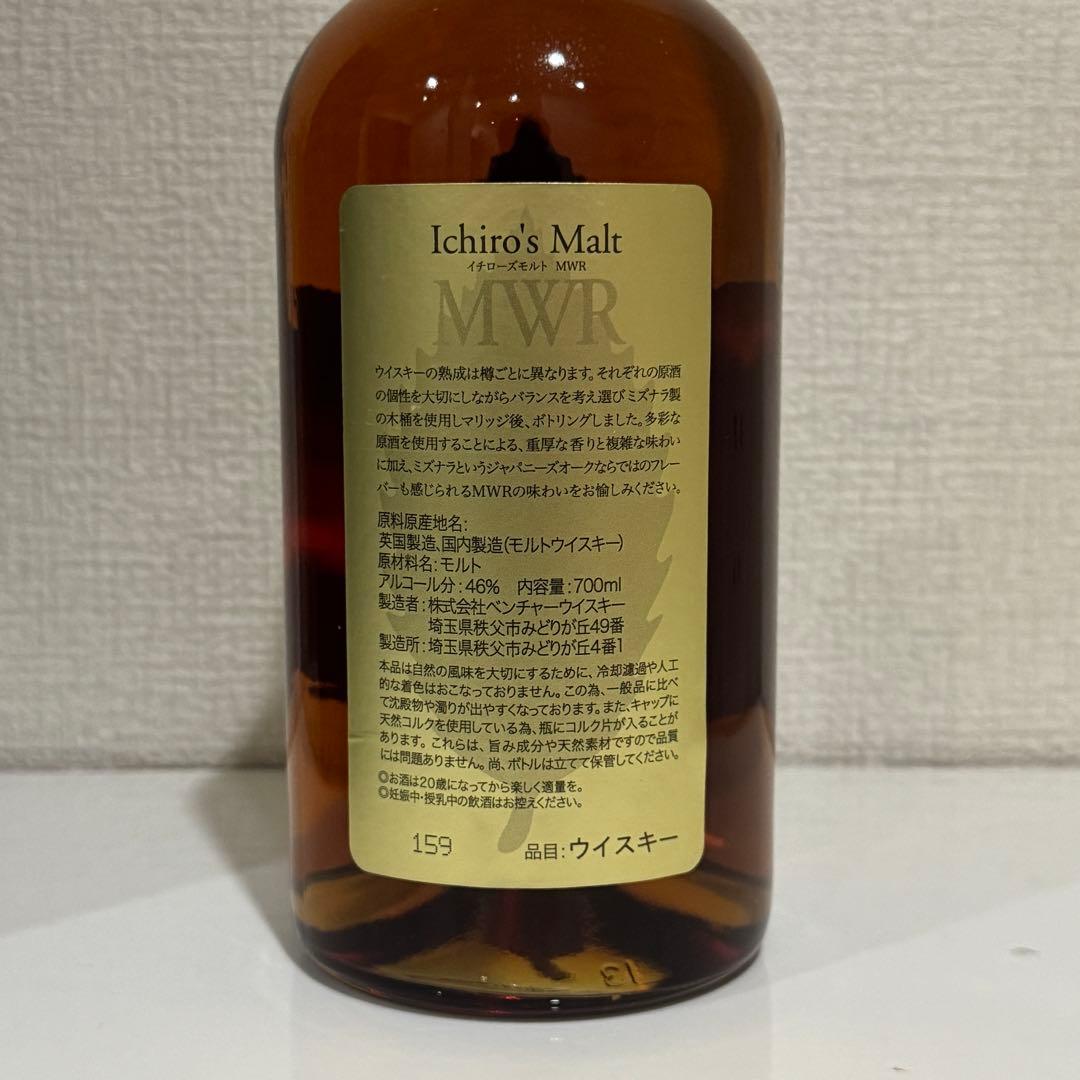 Ichiro's Malt
イチローズモルト MWR
MWR
ウイスキーの熟成は樽ごとに異なります。それぞれの原酒
の個性を大切にしながらバランスを考え選びミズナラ製
の木桶を使用しマリッジ後、ボトリングしました。多彩な
原酒を使用することによる、重厚な香りと複雑な味わい
に加え、ミズナラというジャパニーズオークならではのフレー
バーも感じられるMWRの味わいをお愉しみください。
原料原産地名:
英国製造、国内製造(モルトウイスキー)
原材料名:モルト
アルコール分:46% 内容量:700ml
製造者:株式会社ベンチャーウイスキー
埼玉県秩父市みどりが丘49番
製造所:埼玉県秩父市みどりが丘4番1
本品は自然の風味を大切にするために、冷却濾過や人工
的な着色はおこなっておりません。この為、一般品に比べ
て沈殿物や濁りが出やすくなっております。また、キャップに
天然コルクを使用している為、瓶にコルク片が入ることが
あります。これらは、旨み成分や天然素材ですので品質
には問題ありません。尚、ボトルは立てて保管してください。
◎お酒は20歳になってから楽しく適量を。
◎妊娠中・授乳中の飲酒はお控えください。
159 品目:ウイスキー
13